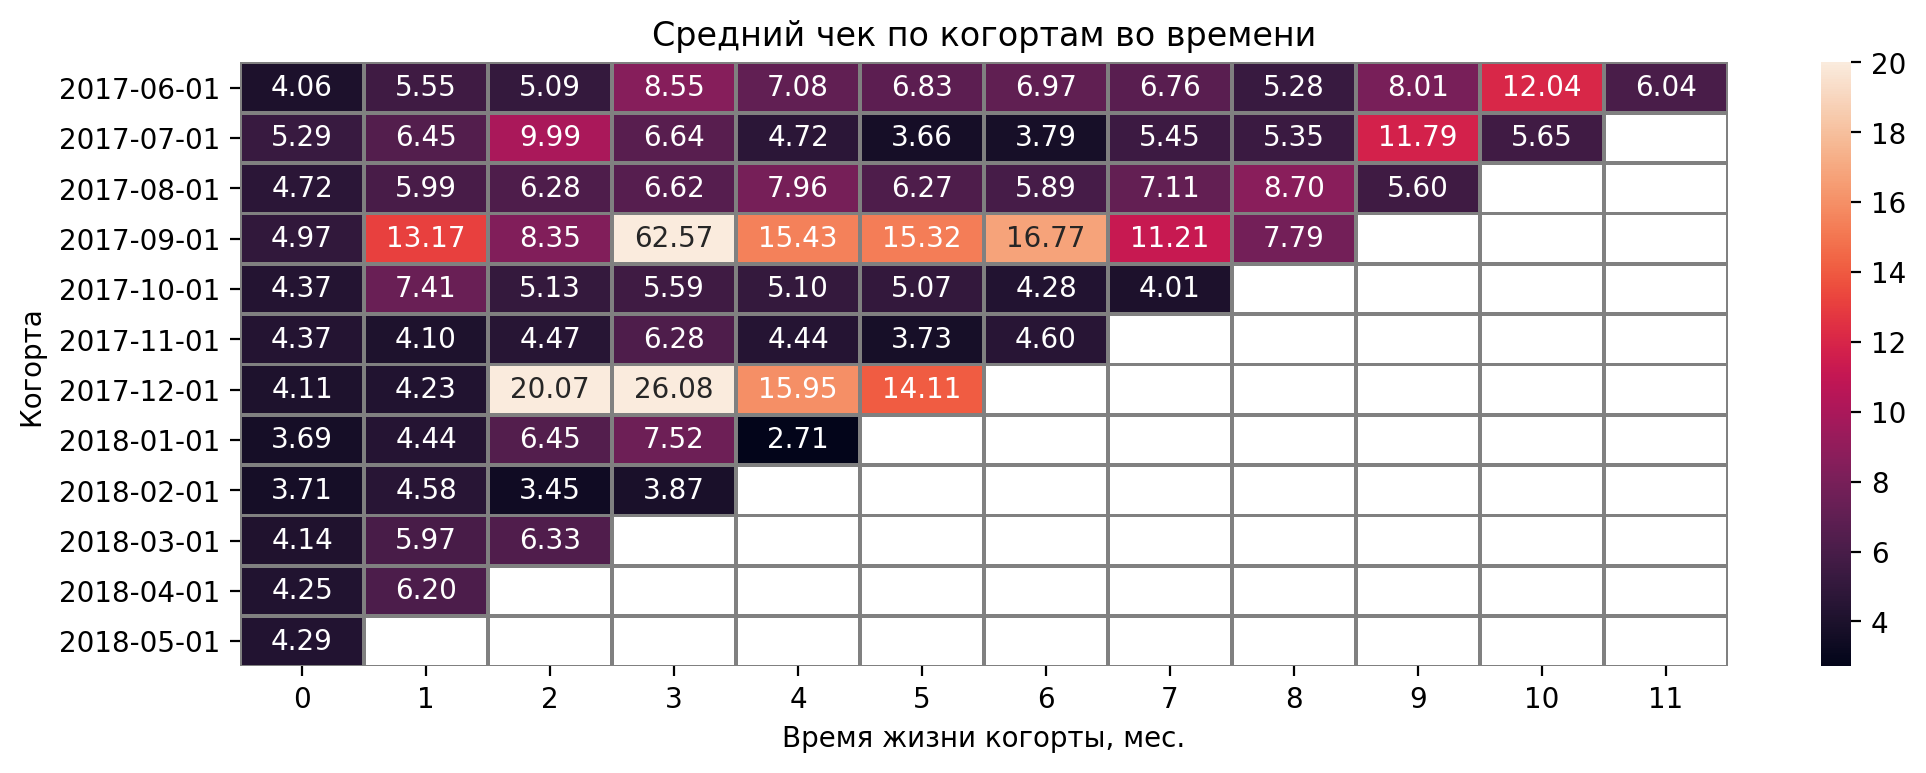 Средний чек по когортам во времени
Когорта
2017-06-01 4.06 5.55 5.09 8.55 7.08 6.83 6.97 6.76 5.28 8.01 12.04 6.04
2017-07-01 5.29 6.45 9.99 6.64 4.72 3.66 3.79 5.45 5.35 11.79 5.65
2017-08-01 4.72 5.99 6.28 6.62 7.96 6.27 5.89 7.11 8.70 5.60
2017-09-01 4.97 13.17 8.35 62.57 15.43 15.32 16.77 11.21 7.79
2017-10-01 4.37 7.41 5.13 5.59 5.10 5.07 4.28 4.01
2017-11-01 4.37 4.10 4.47 6.28 4.44 3.73 4.60
2017-12-01 4.11 4.23 20.07 26.08 15.95 14.11
2018-01-01 3.69 4.44 6.45 7.52 2.71
2018-02-01 3.71 4.58 3.45 3.87
2018-03-01 4.14 5.97 6.33
2018-04-01 4.25 6.20
2018-05-01 4.29
0 1 2 3 4 5 6 7 8 9 10 11
Время жизни когорты, мес.
20
18
16
14
12
10
8
6
4